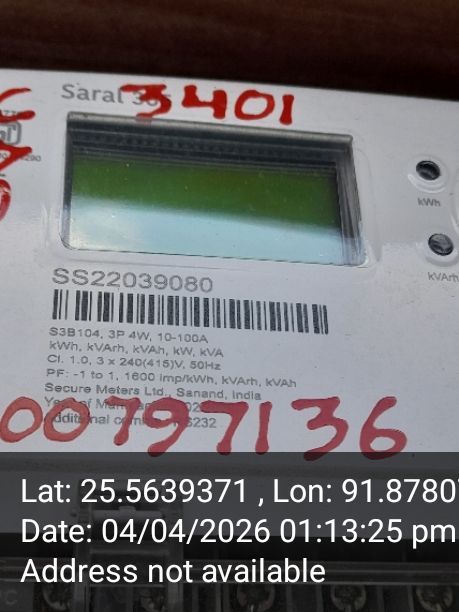 Saral 3401
kWh
kVArh
SS22039080
S3B104, 3P 4W, 10-100A
kWh, kVArh, kVAh, kW, kVA
Cl. 1.0, 3 x 240(415)V, 50Hz
PF: -1 to 1, 1600 imp/kWh, kVArh, kVAh
Secure Meters Ltd., Sanand, India
00797136
Lat: 25.5639371 , Lon: 91.8780
Date: 04/04/2026 01:13:25 pm
Address not available